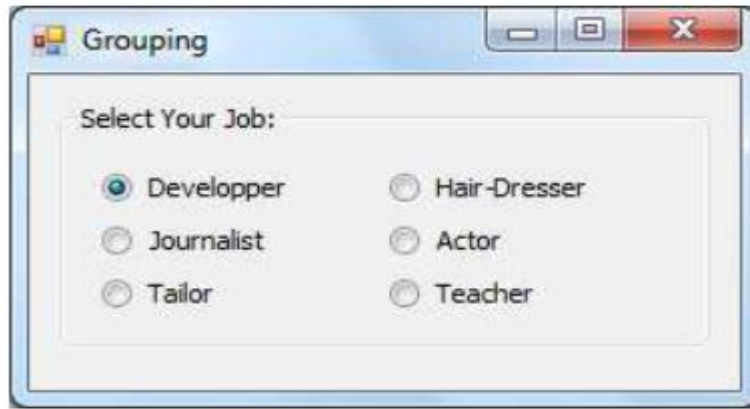 Grouping
Select Your Job:
Developper
Hair-Dresser
Journalist
Actor
Tailor
Teacher